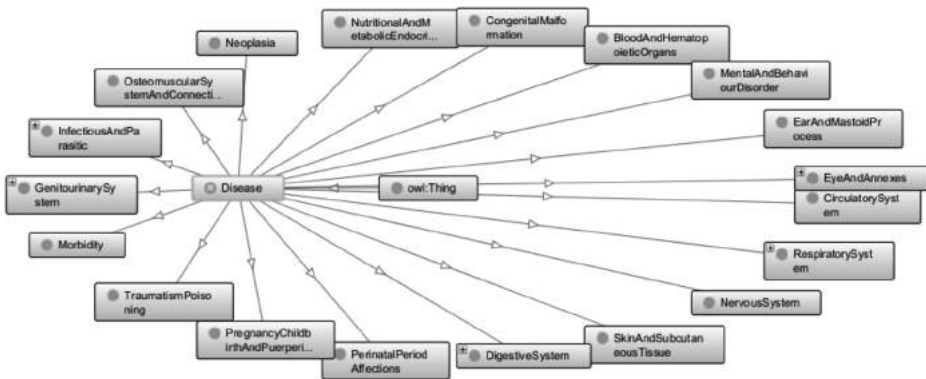 NutritionalAndM
etabolicEndocri...
CongenitalMalfo
rmation
BloodAndHematop
oieticOrgans
Neoplasia
MentalAndBehavi
ourDisorder
OsteomuscularSy
stemAndConnecti...
EarAndMastoidPr
ocess
InfectiousAndPa
rasitic
EyeAndAnnexes
GenitourinarySy
stem
Disease
owl:Thing
CirculatorySyst
em
Morbidity
RespiratorySyst
em
TraumatismPoiso
ning
NervousSystem
PregnancyChildb
irthAndPuerperi...
PerinatalPeriod
Affections
DigestiveSystem
SkinAndSubcutan
eousTissue